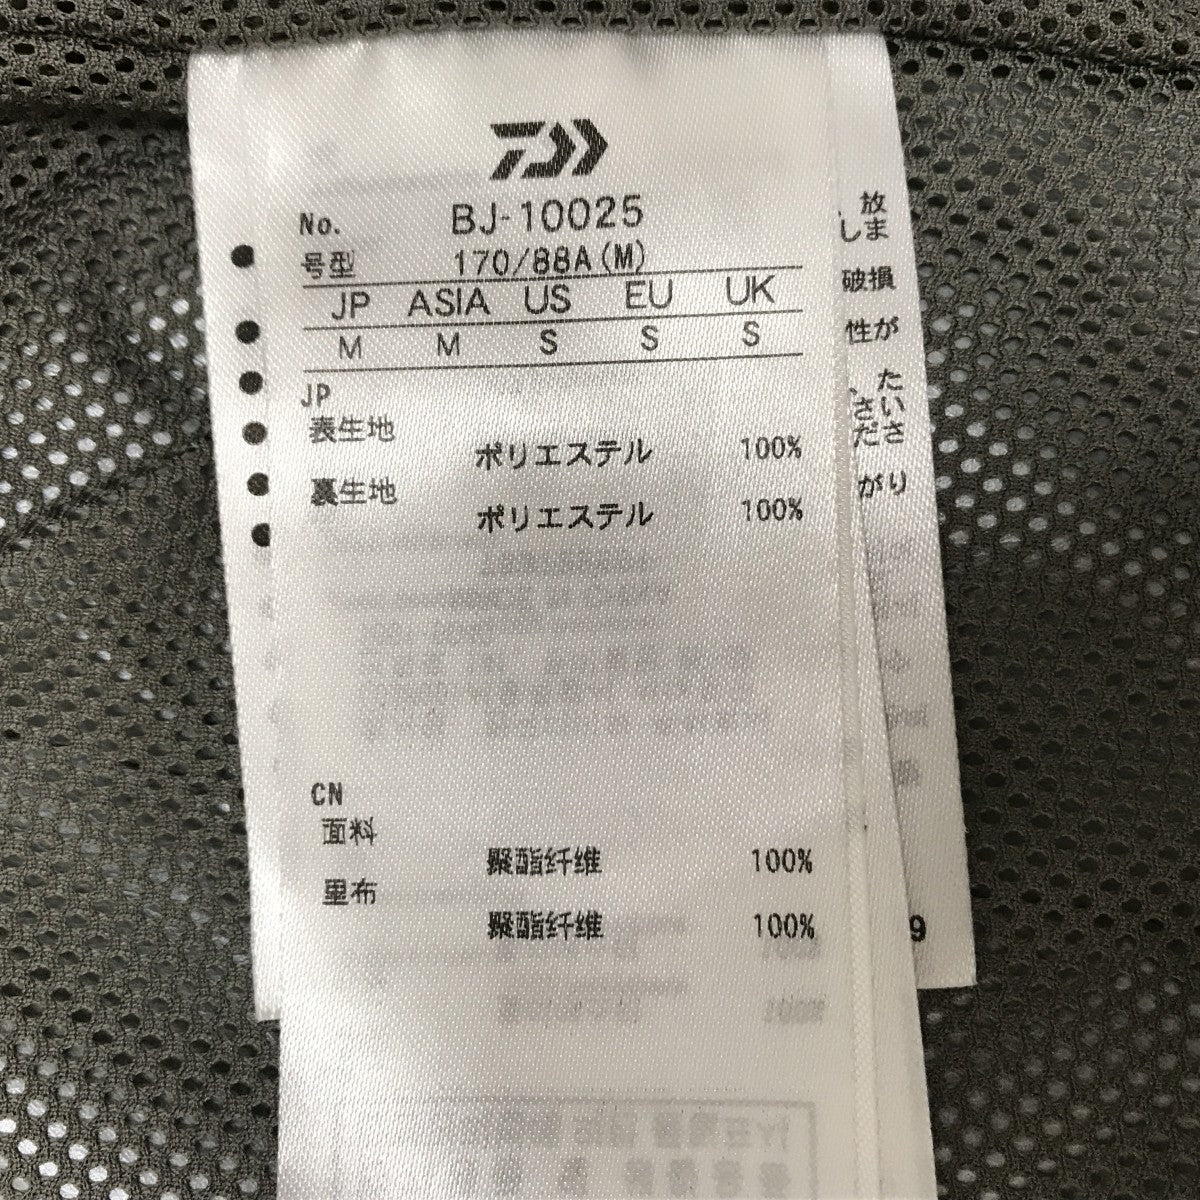 No. BJ-10025
号型 170/88A(M)
JP ASIA US EU UK
M M S S S
JP
表生地
ポリエステル 100%
裏生地
ポリエステル 100%
CN
面料
聚酯纤维 100%
里布
聚酯纤维 100%
放
しま
破損
性が
、た
さい
ださ
がり
9